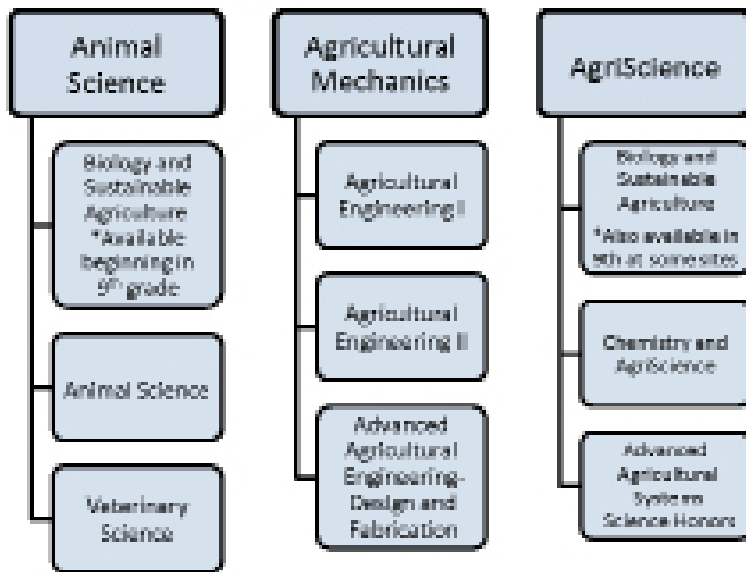 Animal
Science
Biology and
Sustainable
Agriculture
*Available
beginning in
9th grade
Animal Science
Veterinary
Science
Agricultural
Mechanics
Agricultural
Engineering I
Agricultural
Engineering II
Advanced
Agricultural
Engineering-
Design and
Fabrication
AgriScience
Biology and
Sustainable
Agriculture
*Also available in
9th at some sites
Chemistry and
AgriScience
Advanced
Agricultural
Systems
Science Honors